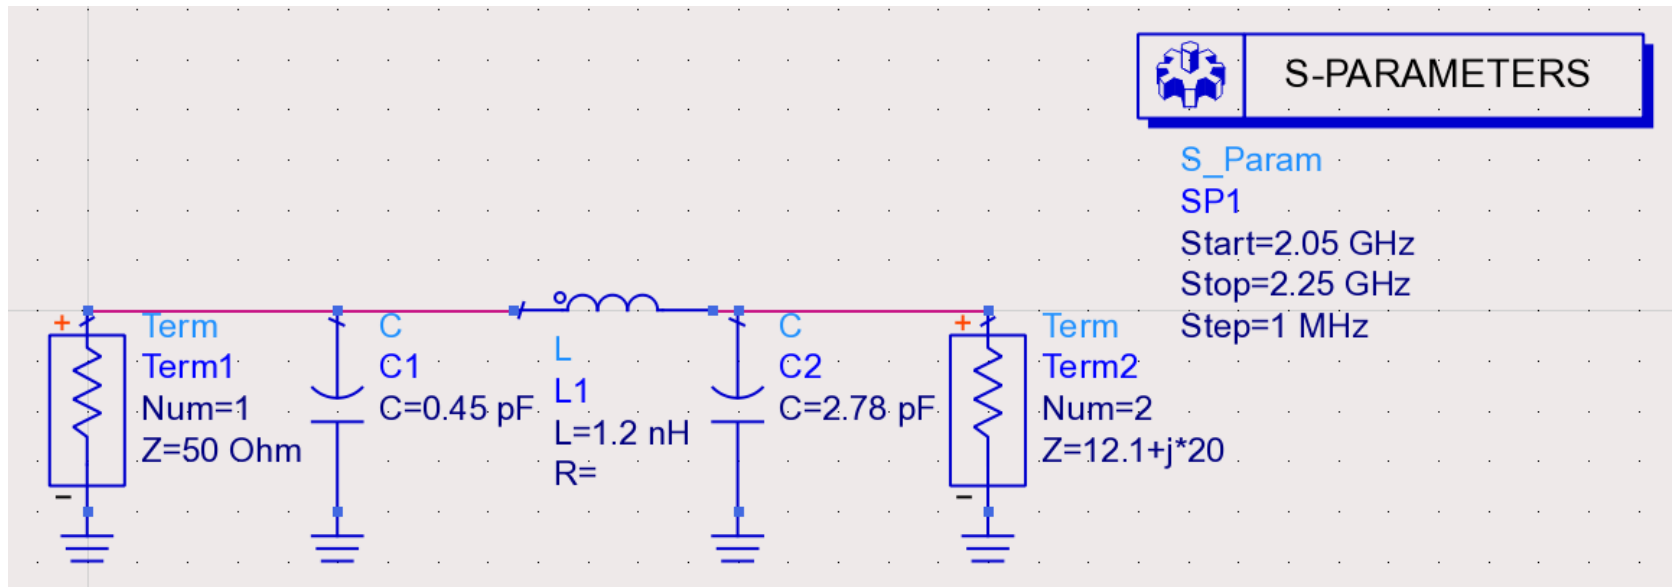 S-PARAMETERS
S_Param
SP1
Start=2.05 GHz
Stop=2.25 GHz
Step=1 MHz
+
Term
Term1
Num=1
Z=50 Ohm
−
C
C1
C=0.45 pF
L
L1
L=1.2 nH
R=
C
C2
C=2.78 pF
+
Term
Term2
Num=2
Z=12.1+j*20
−